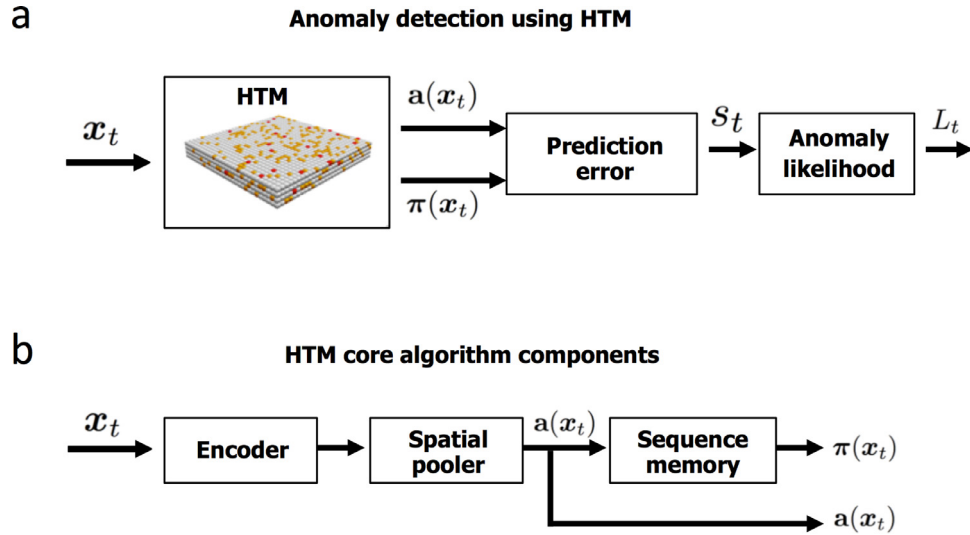 a
Anomaly detection using HTM
x_t
HTM
a(x_t)
π(x_t)
Prediction
error
s_t
Anomaly
likelihood
L_t
b
HTM core algorithm components
x_t
Encoder
Spatial
pooler
a(x_t)
Sequence
memory
π(x_t)
a(x_t)